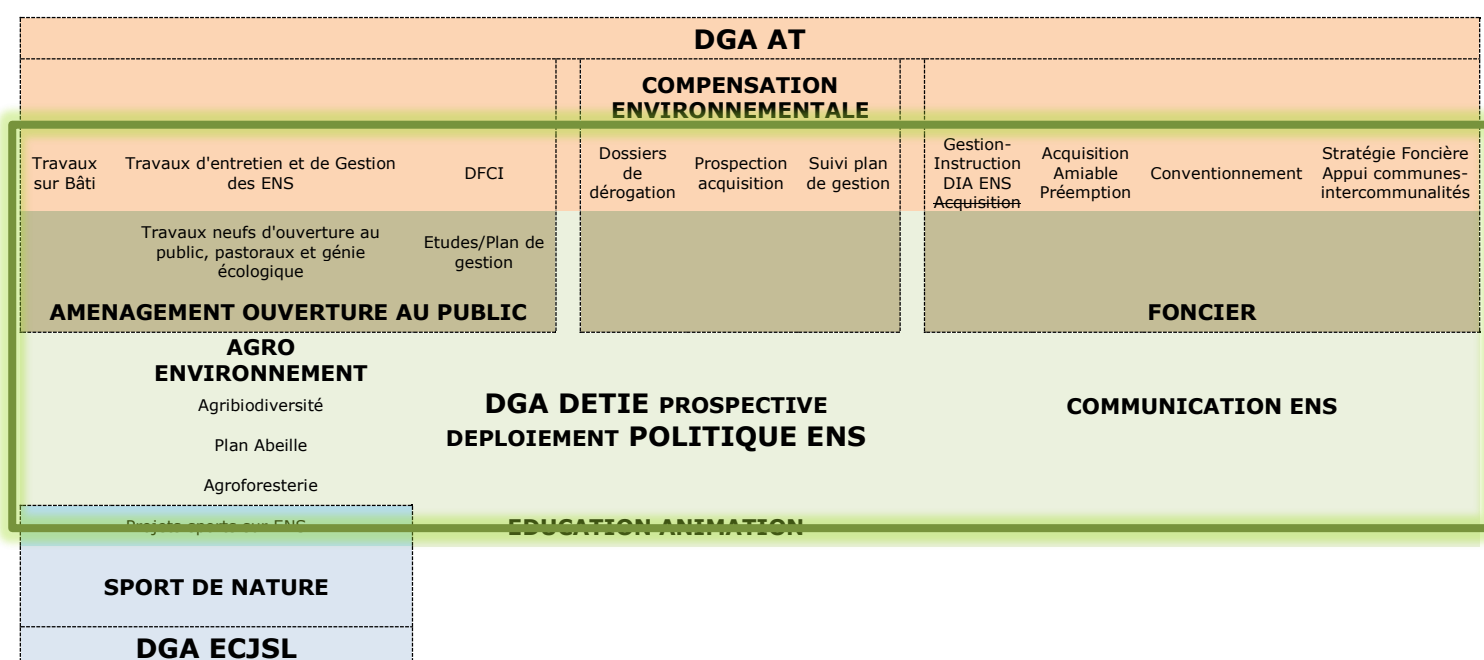 DGA AT
COMPENSATION
ENVIRONNEMENTALE
Travaux
sur Bâti
Travaux d'entretien et de Gestion
des ENS
DFCI
Dossiers
de
dérogation
Prospection
acquisition
Suivi plan
de gestion
Gestion-
Instruction
DIA ENS
Acquisition
Acquisition
Amiable
Préemption
Conventionnement
Stratégie Foncière
Appui communes-
intercommunalités
Travaux neufs d'ouverture au
public, pastoraux et génie
écologique
Etudes/Plan de
gestion
AMENAGEMENT OUVERTURE AU PUBLIC
FONCIER
AGRO
ENVIRONNEMENT
Agribiodiversité
Plan Abeille
Agroforesterie
DGA DETIE PROSPECTIVE
DEPLOIEMENT POLITIQUE ENS
COMMUNICATION ENS
Projets sports sur ENS
EDUCATION ANIMATION
SPORT DE NATURE
DGA ECJSL